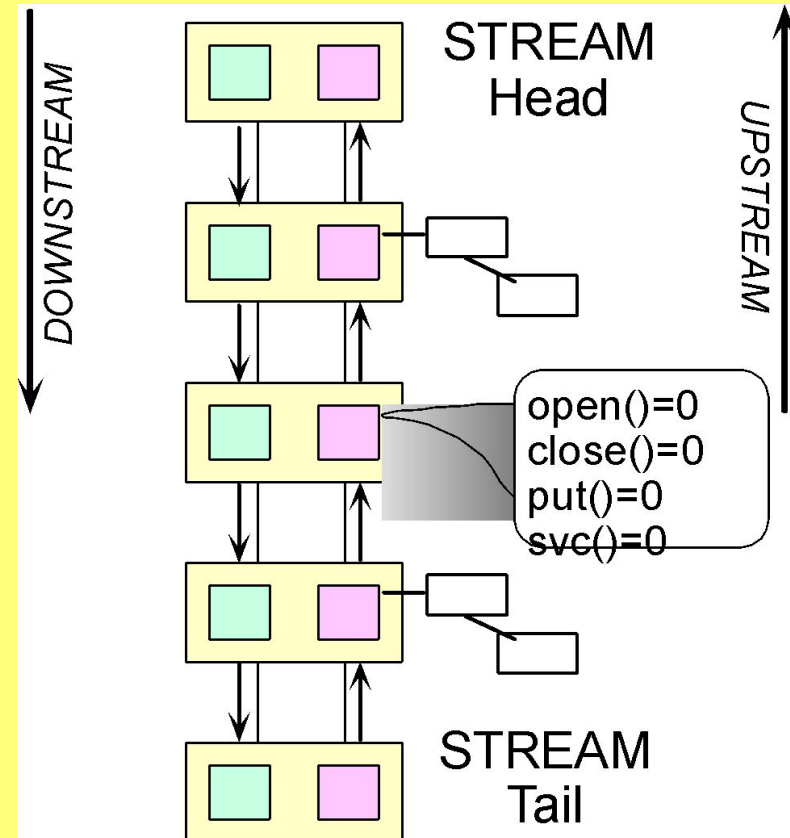 STREAM
Head
DOWNSTREAM
UPSTREAM
open()=0
close()=0
put()=0
svc()=0
STREAM
Tail